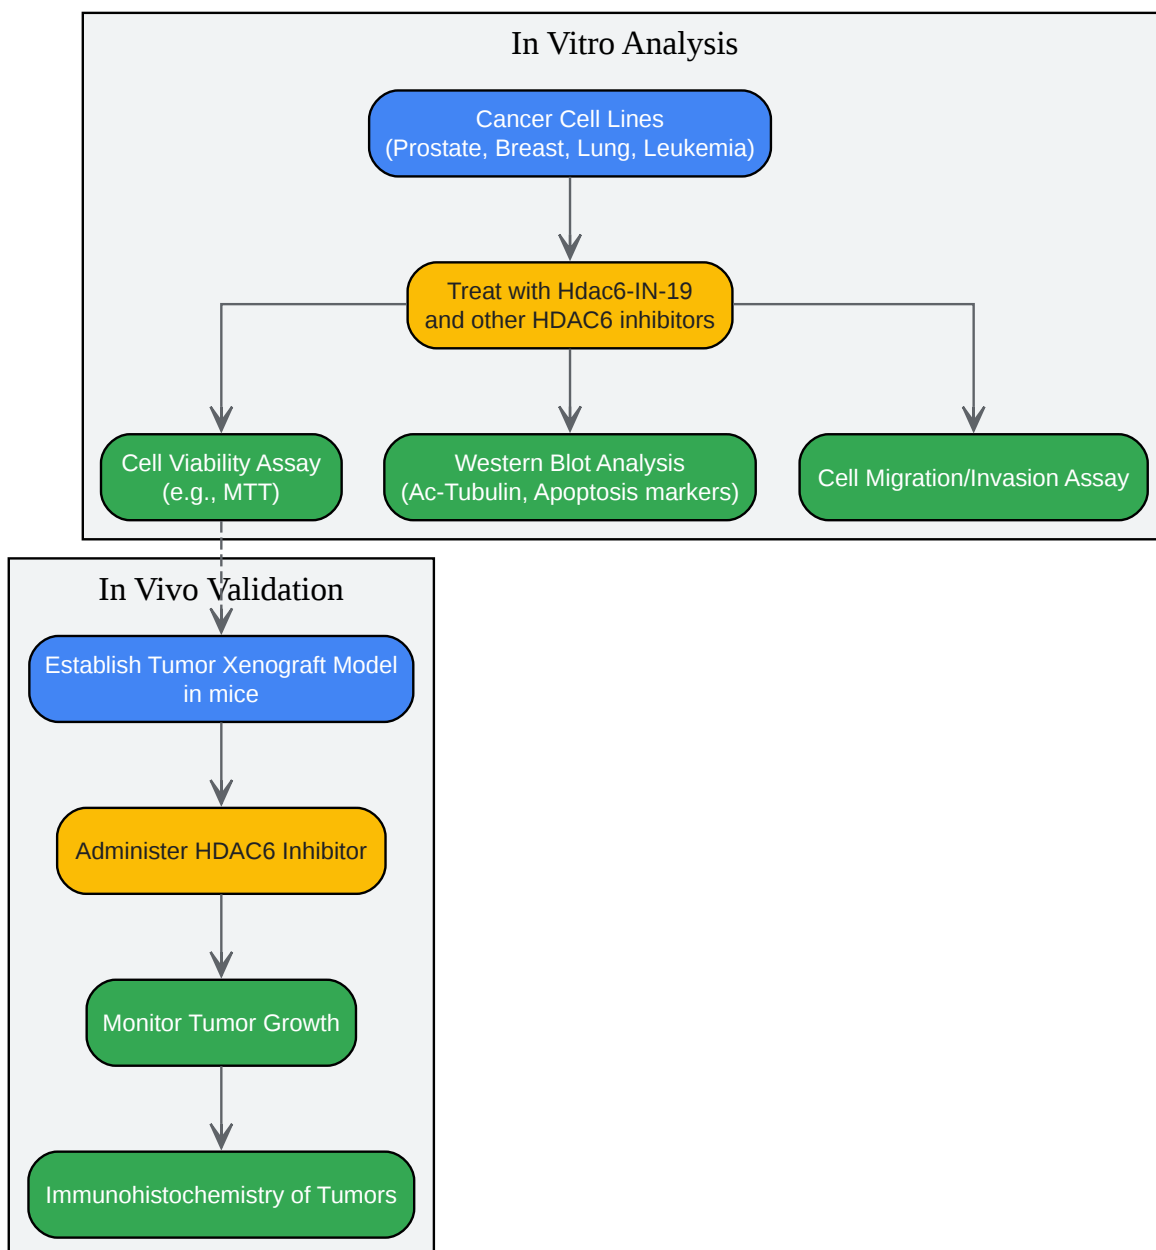 In Vitro Analysis
Cancer Cell Lines
(Prostate, Breast, Lung, Leukemia)
Treat with Hdac6-IN-19
and other HDAC6 inhibitors
Cell Viability Assay
(e.g., MTT)
Western Blot Analysis
(Ac-Tubulin, Apoptosis markers)
Cell Migration/Invasion Assay
In Vivo Validation
Establish Tumor Xenograft Model
in mice
Administer HDAC6 Inhibitor
Monitor Tumor Growth
Immunohistochemistry of Tumors